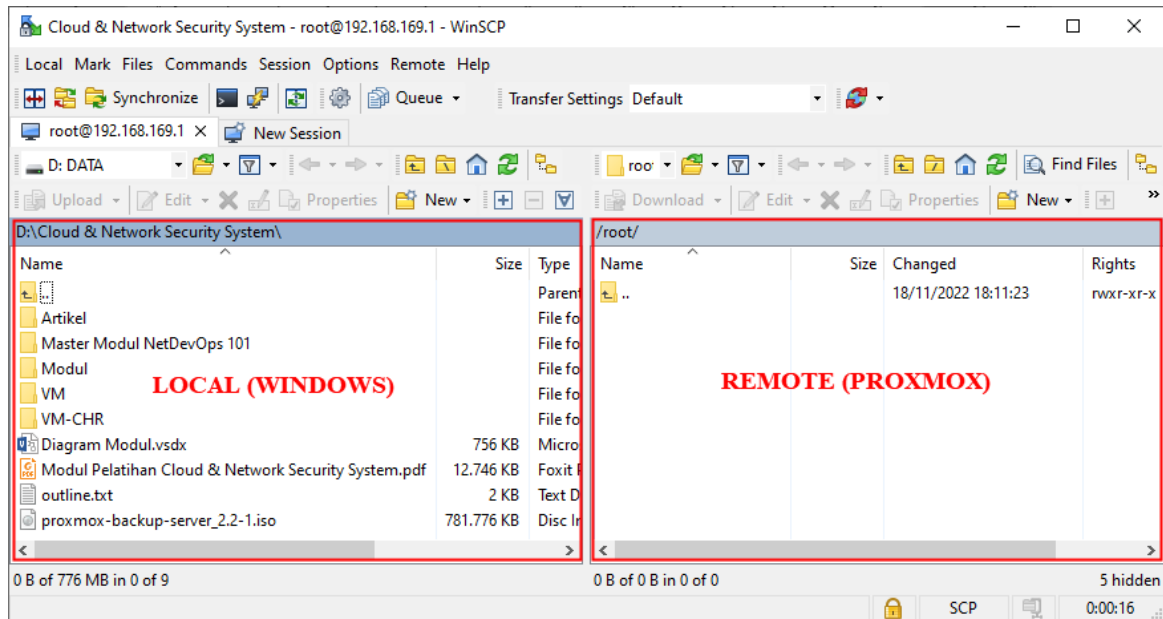 Cloud & Network Security System - root@192.168.169.1 - WinSCP
Local Mark Files Commands Session Options Remote Help
Synchronize Queue Transfer Settings Default
root@192.168.169.1 New Session
D: DATA roo Find Files
Upload Edit Properties New Download Edit Properties New
D:\Cloud & Network Security System\ /root/
Name Size Type Name Size Changed Rights
.. Parent .. 18/11/2022 18:11:23 rwxr-xr-x
Artikel File fo
Master Modul NetDevOps 101 File fo
Modul File fo
LOCAL (WINDOWS) REMOTE (PROXMOX)
VM File fo
VM-CHR File fo
Diagram Modul.vsdx 756 KB Micro
Modul Pelatihan Cloud & Network Security System.pdf 12.746 KB Foxit
outline.txt 2 KB Text D
proxmox-backup-server_2.2-1.iso 781.776 KB Disc I
0 B of 776 MB in 0 of 9 0 B of 0 B in 0 of 0 5 hidden
SCP 0:00:16